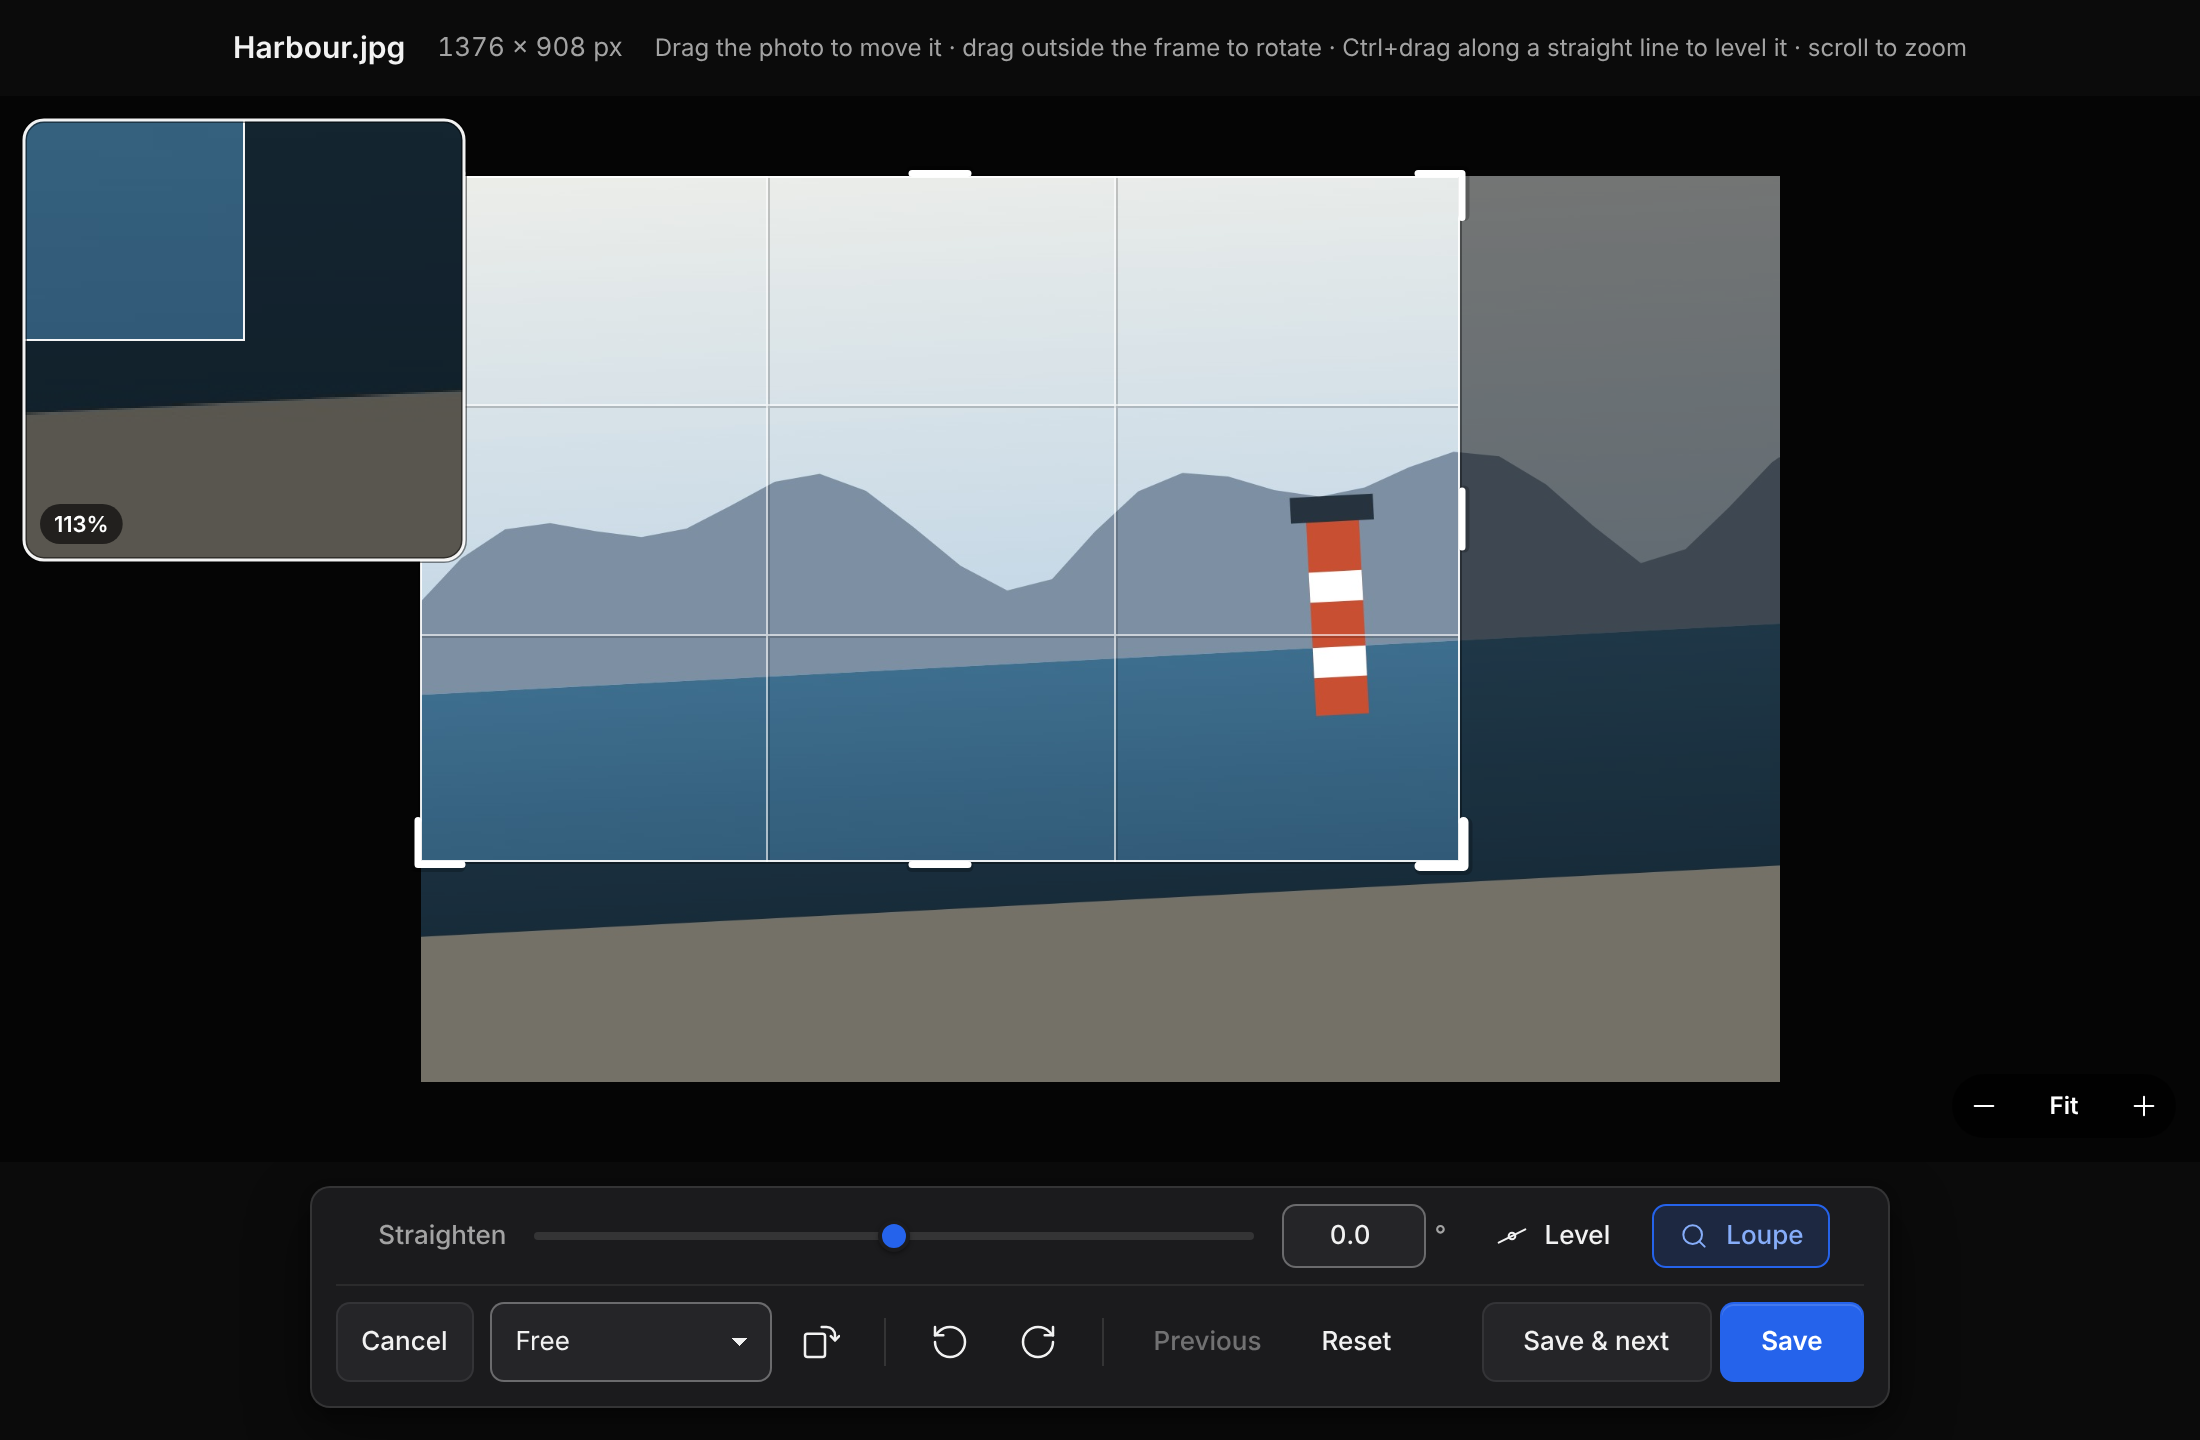 Harbour.jpg 1376 × 908 px Drag the photo to move it · drag outside the frame to rotate · Ctrl+drag along a straight line to level it · scroll to zoom
113%
Fit
Straighten 0.0 ° Level Loupe
Cancel Free Previous Reset Save & next Save